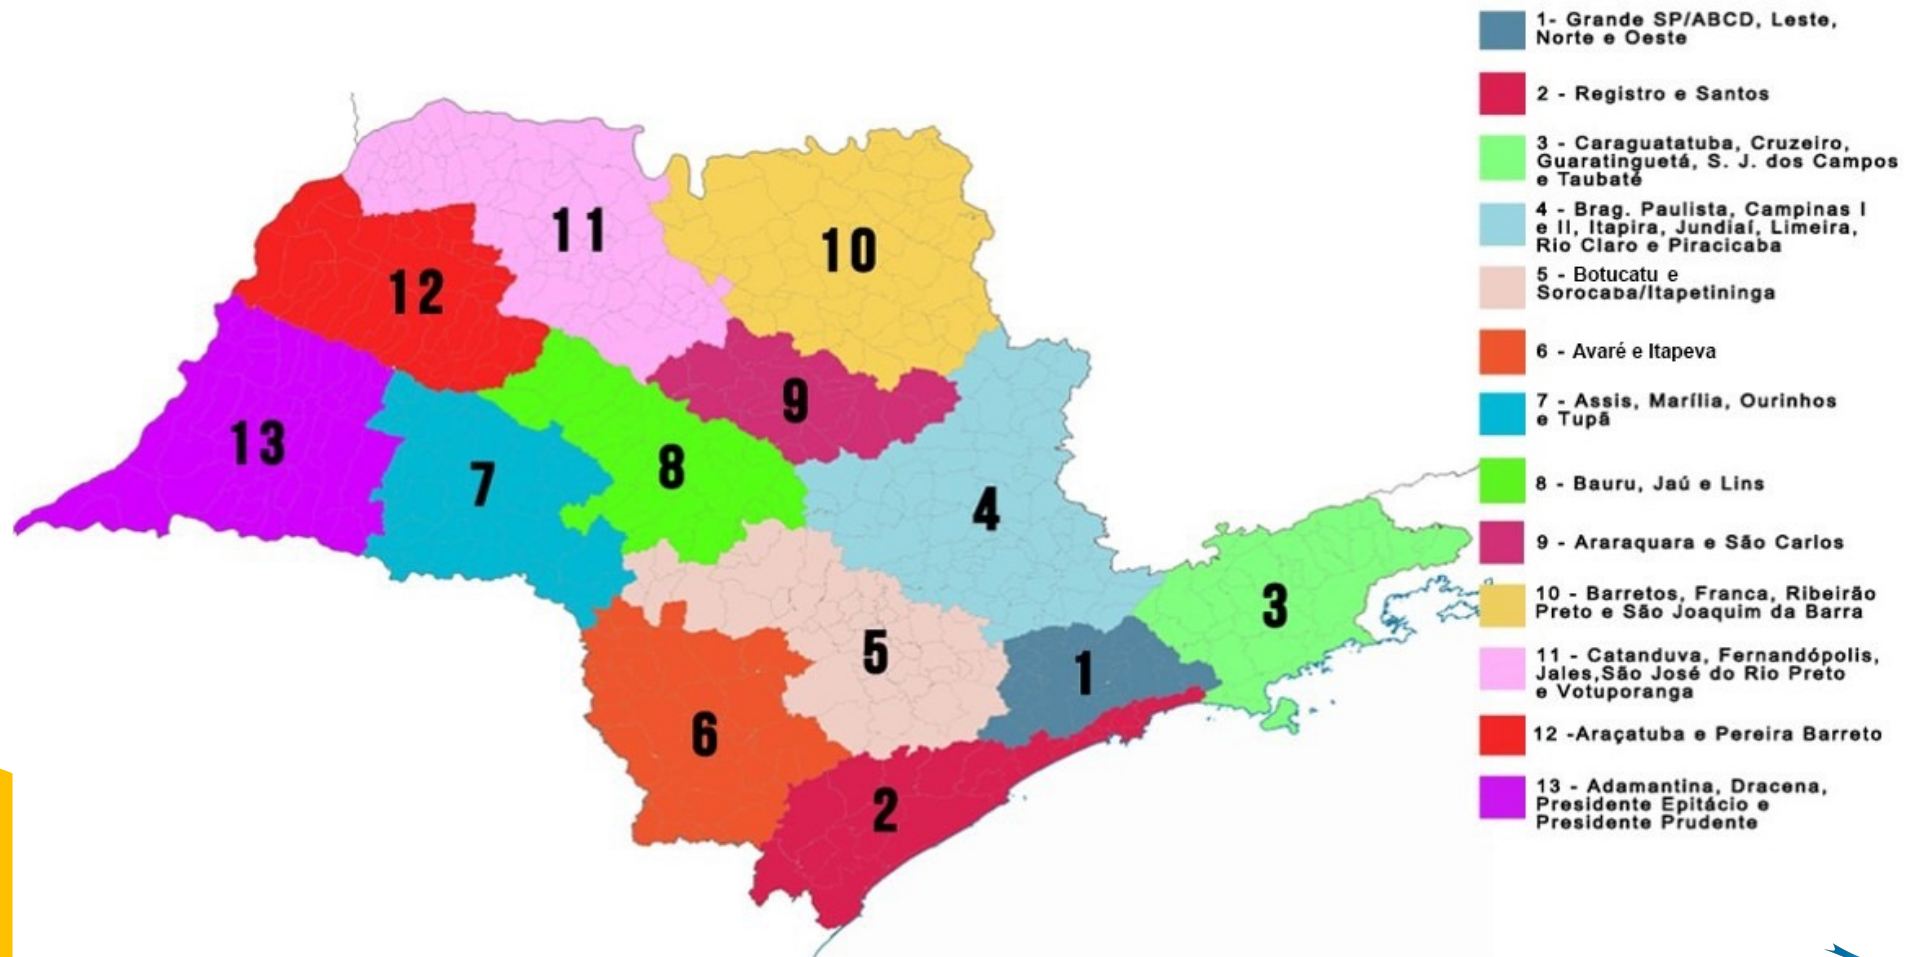 11
10
12
9
13
8
7
4
3
5
1
6
2
1- Grande SP/ABCD, Leste,
Norte e Oeste
2 - Registro e Santos
3 - Caraguatatuba, Cruzeiro,
Guaratinguetá, S. J. dos Campos
e Taubaté
4 - Brag. Paulista, Campinas I
e II, Itapira, Jundiaí, Limeira,
Rio Claro e Piracicaba
5 - Botucatu e
Sorocaba/Itapetininga
6 - Avaré e Itapeva
7 - Assis, Marília, Ourinhos
e Tupã
8 - Bauru, Jaú e Lins
9 - Araraquara e São Carlos
10 - Barretos, Franca, Ribeirão
Preto e São Joaquim da Barra
11 - Catanduva, Fernandópolis,
Jales,São José do Rio Preto
e Votuporanga
12 -Araçatuba e Pereira Barreto
13 - Adamantina, Dracena,
Presidente Epitácio e
Presidente Prudente